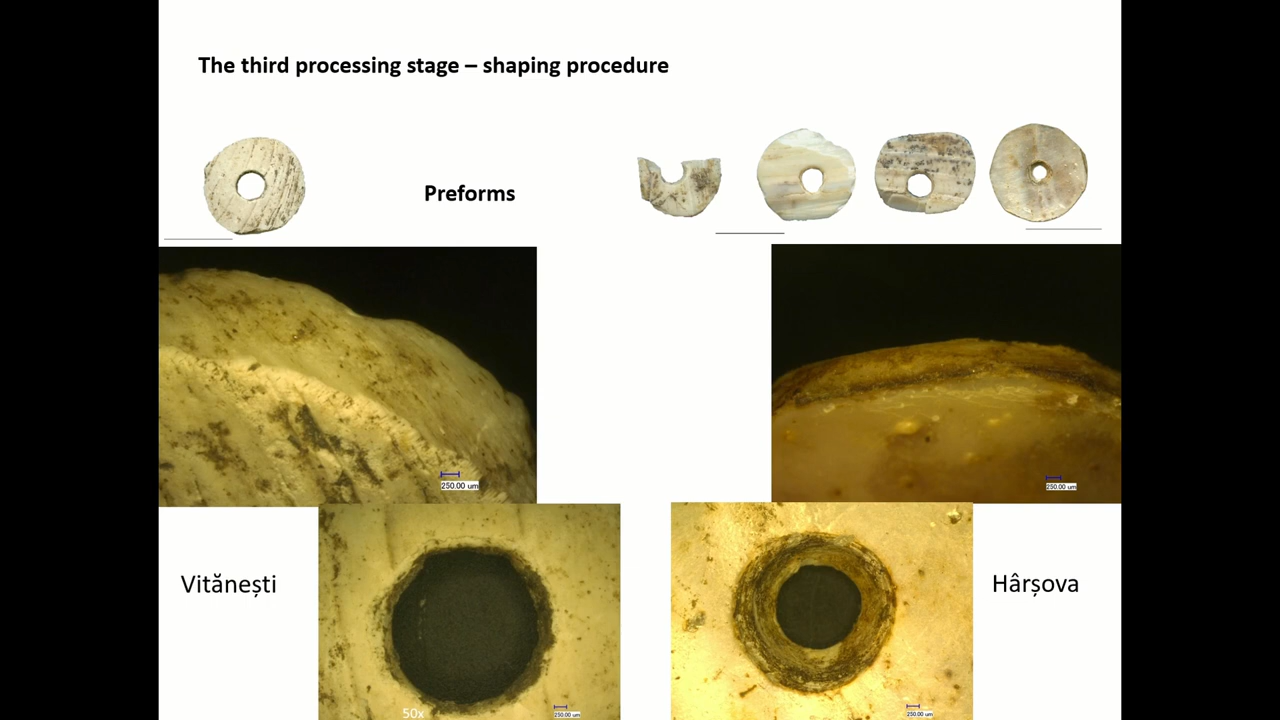 The third processing stage – shaping procedure
Preforms
250.00 um
250.00 um
Vitănești
Hârșova
50x
250.00 um
250.00 um